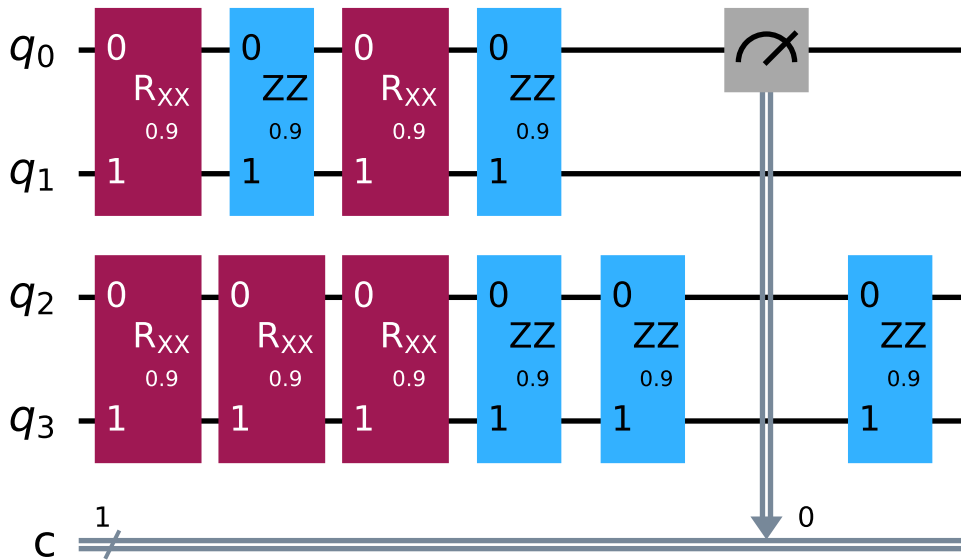 q0 0 0 0 0
RXX ZZ RXX ZZ
0.9 0.9 0.9 0.9
q1 1 1 1 1
q2 0 0 0 0 0 0
RXX RXX RXX ZZ ZZ ZZ
0.9 0.9 0.9 0.9 0.9 0.9
q3 1 1 1 1 1 1
1 0
c